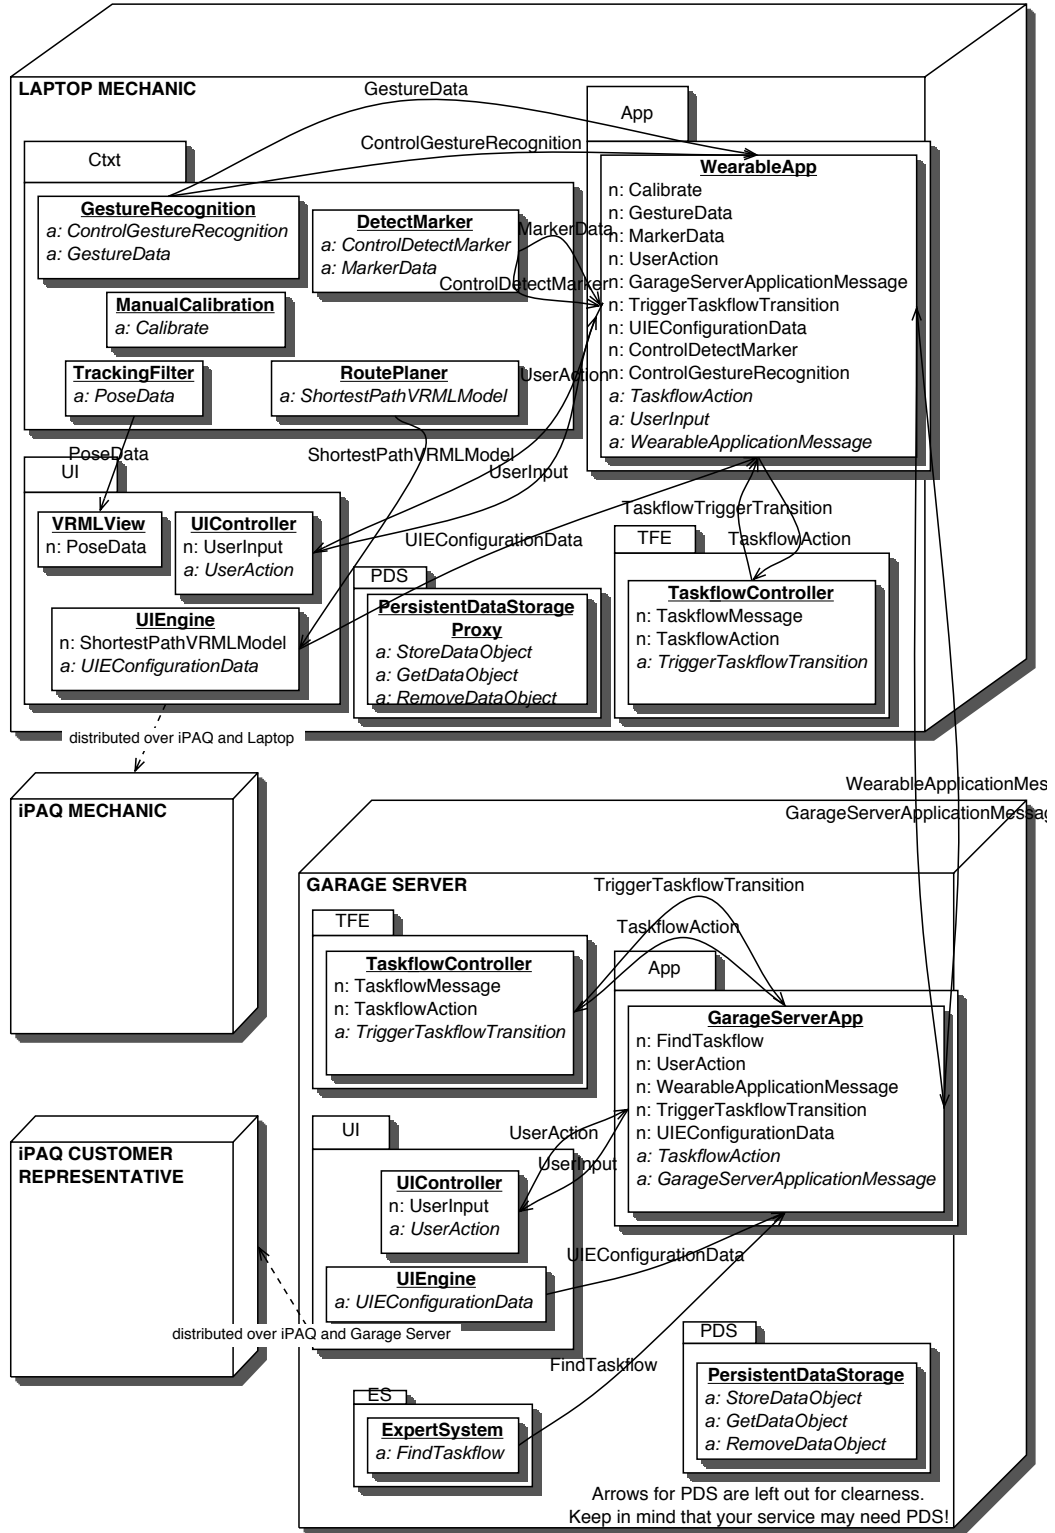 LAPTOP MECHANIC
GestureData
App
ControlGestureRecognition
Ctxt
WearableApp
n: Calibrate
n: GestureData
n: MarkerData
n: UserAction
n: GarageServerApplicationMessage
n: TriggerTaskflowTransition
n: UIEConfigurationData
n: ControlDetectMarker
n: ControlGestureRecognition
a: TaskflowAction
a: UserInput
a: WearableApplicationMessage
GestureRecognition
a: ControlGestureRecognition
a: GestureData
DetectMarker
a: ControlDetectMarker
a: MarkerData
MarkerData
ControlDetectMarker
ManualCalibration
a: Calibrate
TrackingFilter
a: PoseData
RoutePlaner
a: ShortestPathVRMLModel
UserAction
PoseData
ShortestPathVRMLModel
UserInput
UI
TaskflowTriggerTransition
UIEConfigurationData
TaskflowAction
VRMLView
n: PoseData
UIController
n: UserInput
a: UserAction
UIEngine
n: ShortestPathVRMLModel
a: UIEConfigurationData
PDS
PersistentDataStorage
Proxy
a: StoreDataObject
a: GetDataObject
a: RemoveDataObject
TFE
TaskflowController
n: TaskflowMessage
n: TaskflowAction
a: TriggerTaskflowTransition
distributed over iPAQ and Laptop
iPAQ MECHANIC
WearableApplicationMes
GarageServerApplicationMessag
GARAGE SERVER
TriggerTaskflowTransition
TFE
TaskflowAction
TaskflowController
n: TaskflowMessage
n: TaskflowAction
a: TriggerTaskflowTransition
App
GarageServerApp
n: FindTaskflow
n: UserAction
n: WearableApplicationMessage
n: TriggerTaskflowTransition
n: UIEConfigurationData
a: TaskflowAction
a: GarageServerApplicationMessage
iPAQ CUSTOMER
REPRESENTATIVE
UI
UserAction
UserInput
UIController
n: UserInput
a: UserAction
UIEConfigurationData
UIEngine
a: UIEConfigurationData
distributed over iPAQ and Garage Server
FindTaskflow
PDS
PersistentDataStorage
a: StoreDataObject
a: GetDataObject
a: RemoveDataObject
ES
ExpertSystem
a: FindTaskflow
Arrows for PDS are left out for clearness.
Keep in mind that your service may need PDS!